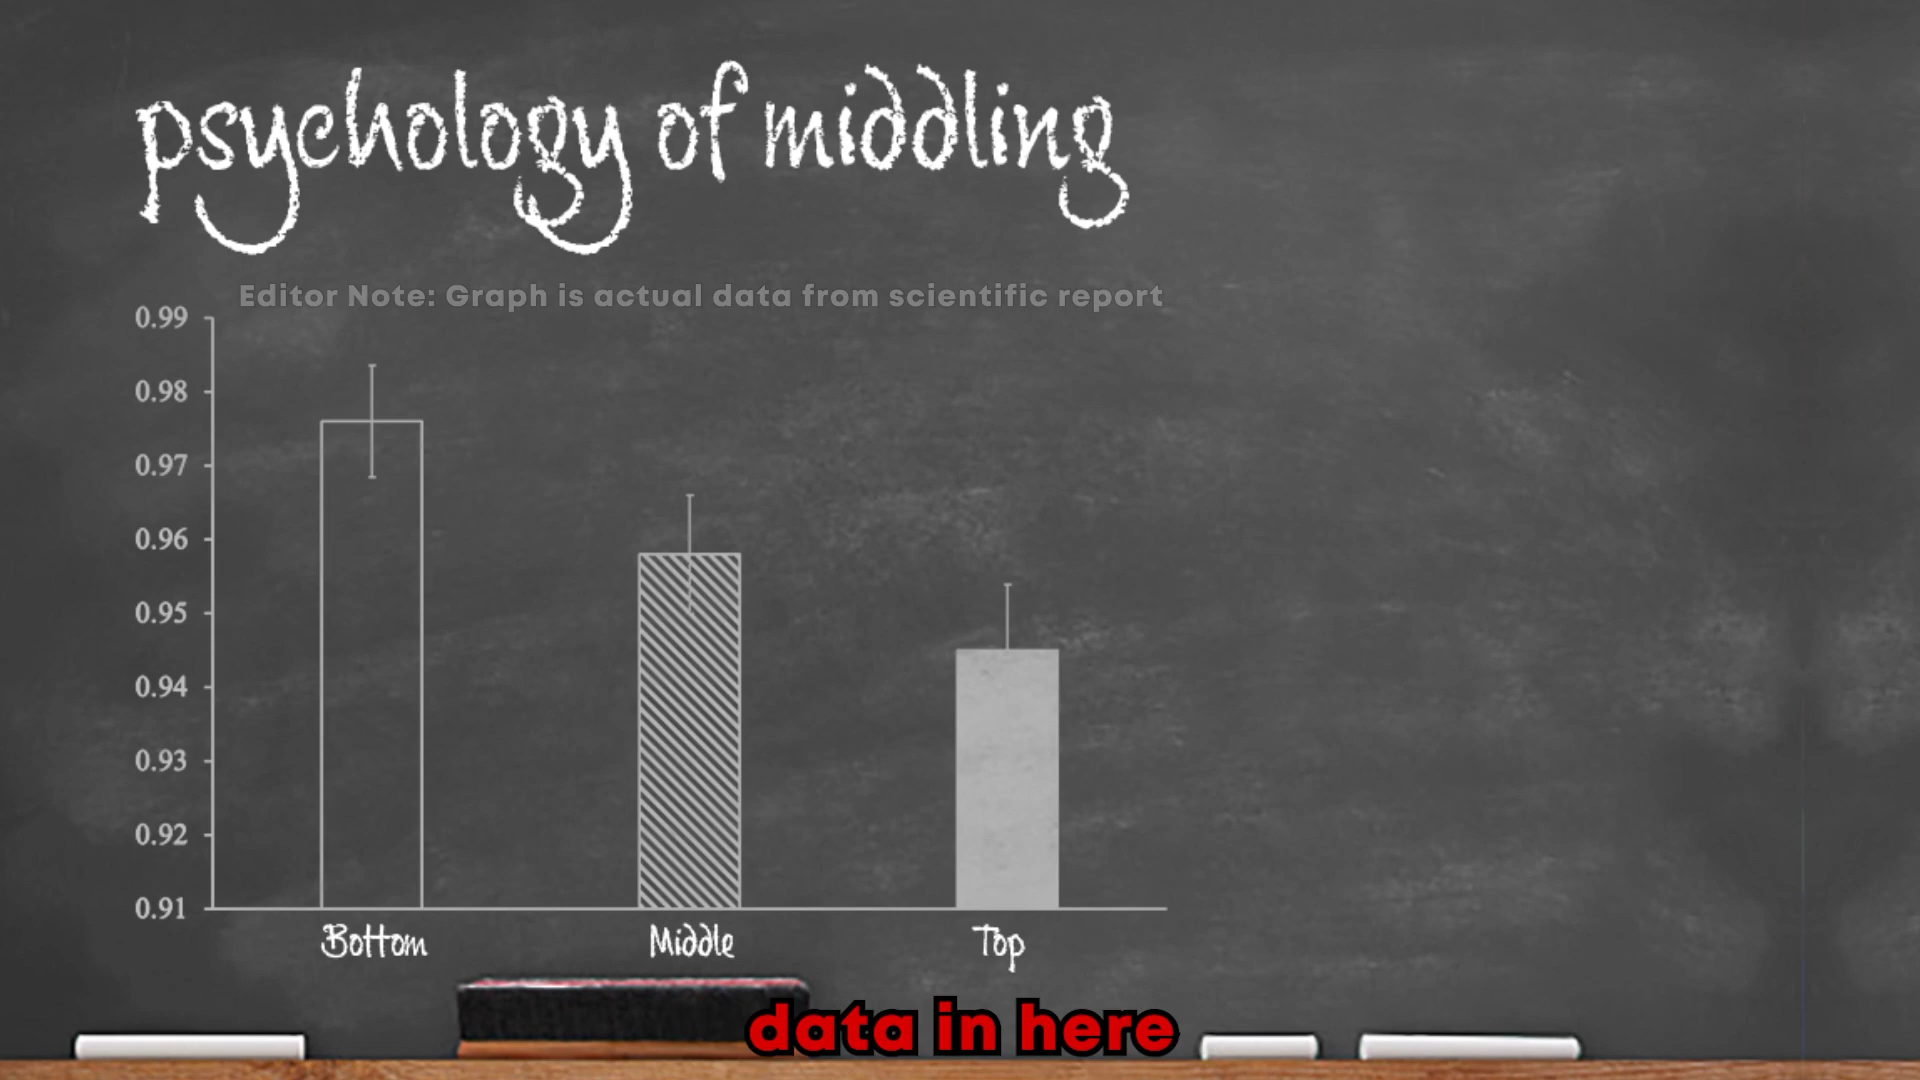 psychology of middling
Editor Note: Graph is actual data from scientific report
0.99
0.98
0.97
0.96
0.95
0.94
0.93
0.92
0.91
Bottom Middle Top
data in here